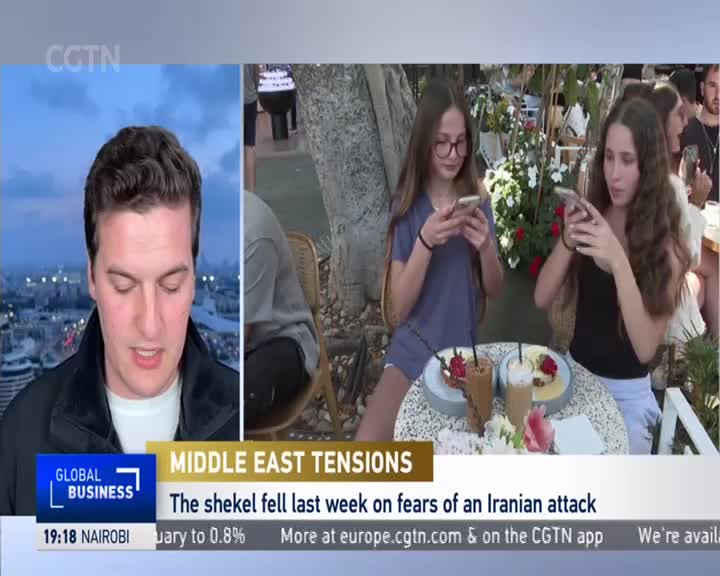 CGTN
MIDDLE EAST TENSIONS
GLOBAL
BUSINESS
The shekel fell last week on fears of an Iranian attack
19:18 NAIROBI
uary to 0.8% More at europe.cgtn.com & on the CGTN app We're avail